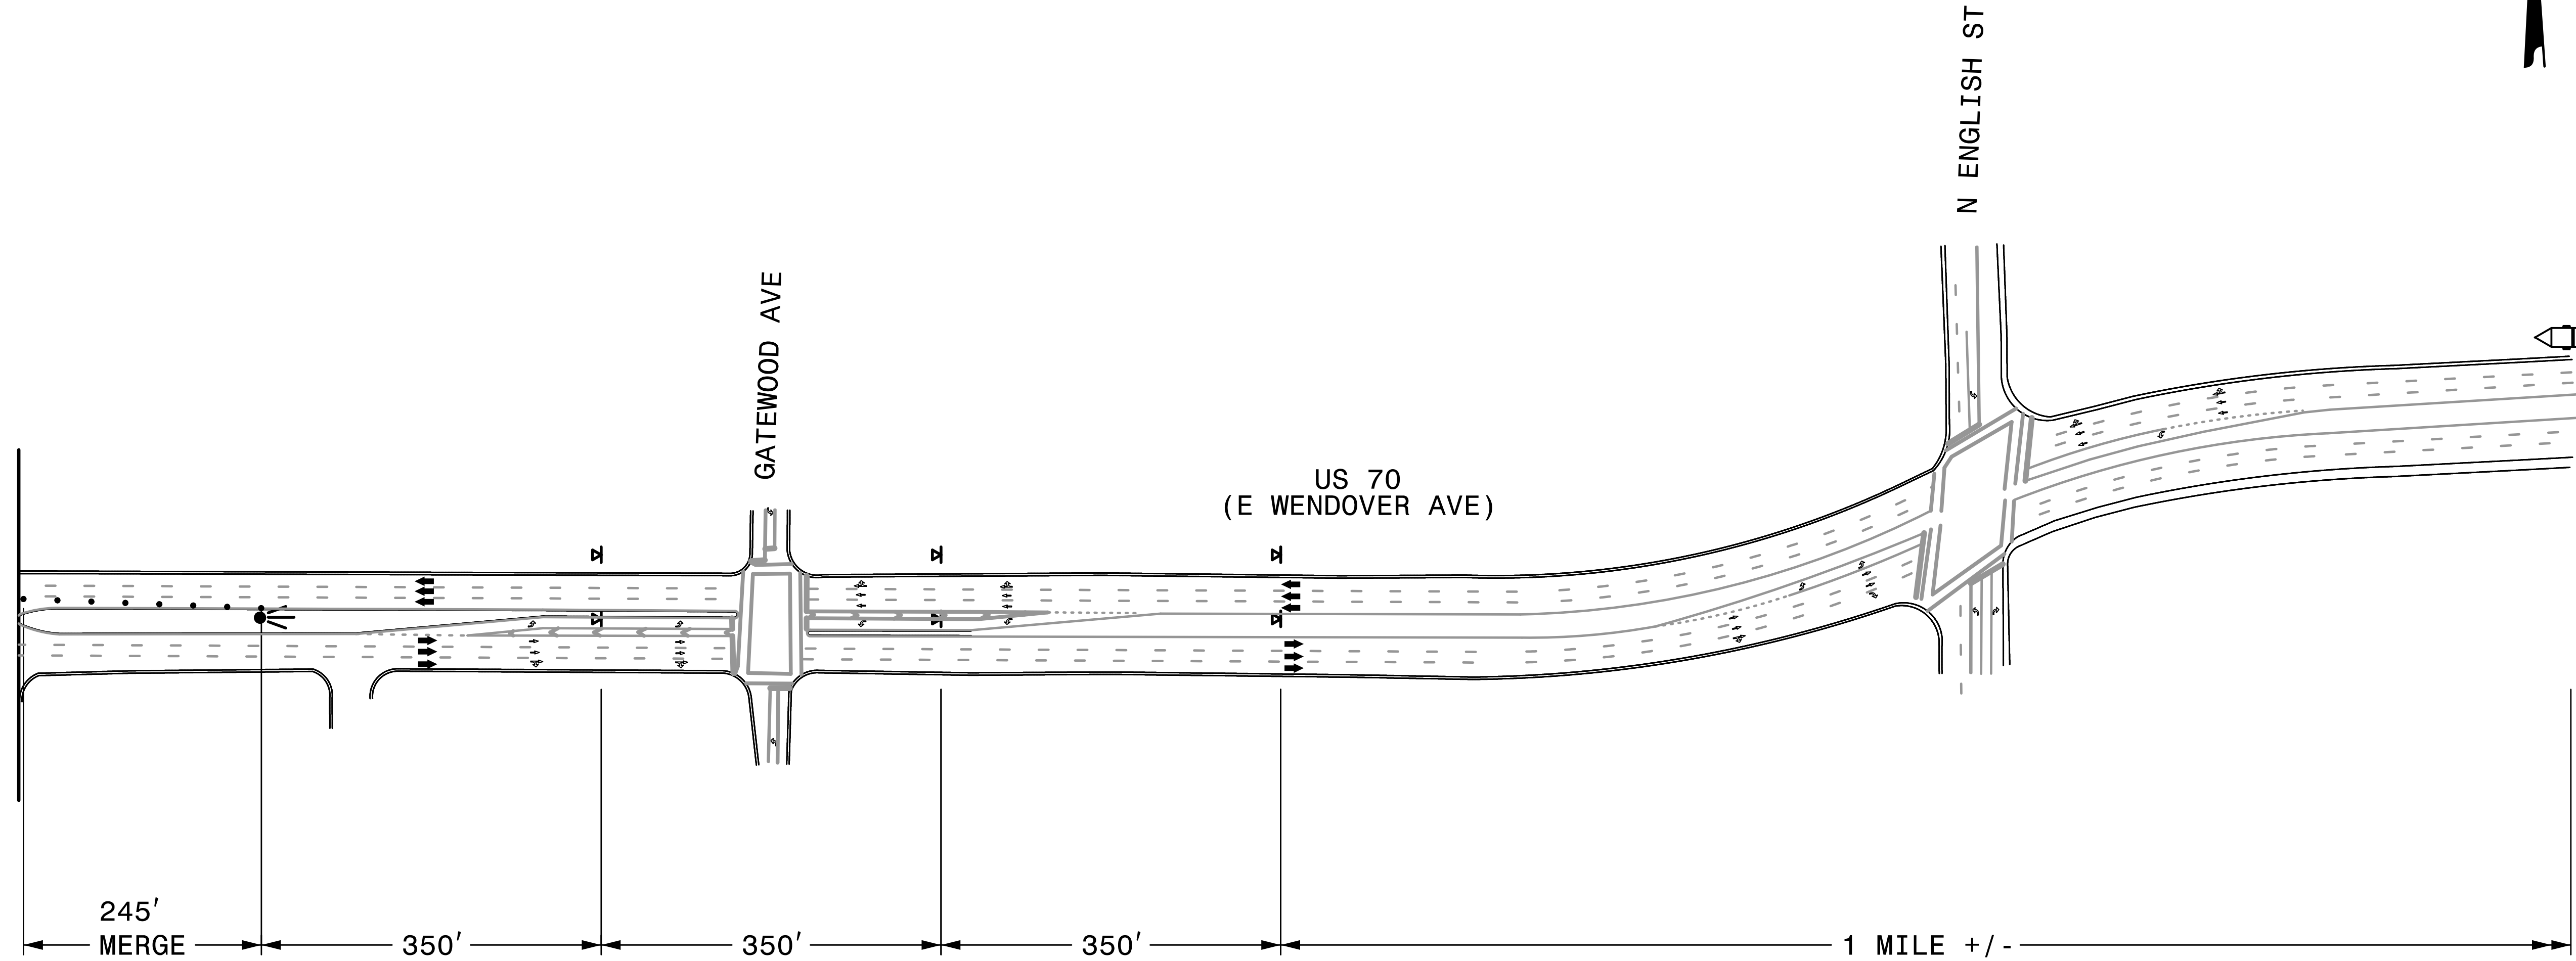 N ENGLISH ST
GATEWOOD AVE
US 70
(E WENDOVER AVE)
245'
MERGE
350'
350'
350'
1 MILE +/-